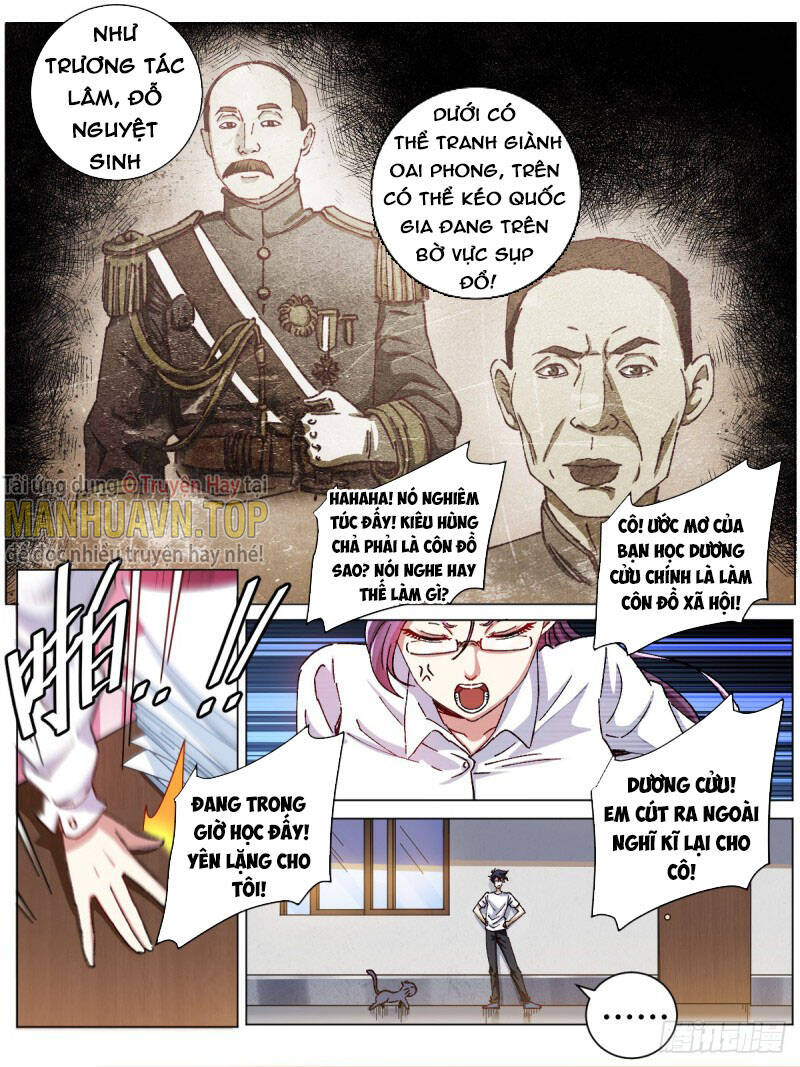 NHƯ
TRƯƠNG TÁC
LÂM, ĐỖ
NGUYỆT
SINH
DƯỚI CÓ
THỂ TRANH GIÀNH
OAI PHONG, TRÊN
CÓ THỂ KÉO QUỐC
GIA ĐANG TRÊN
BỜ VỰC SỤP
ĐỔ!
Tải ứng dụng Ổ Truyện Hay tại
MANHUAVN.TOP
để đọc nhiều truyện hay nhé!
HAHAHA! NÓ NGHIÊM
TÚC ĐẤY! KIÊU HÙNG
CHẢ PHẢI LÀ CÔN ĐỒ
SAO? NÓI NGHE HAY
THẾ LÀM GÌ?
CÔ! ƯỚC MƠ CỦA
BẠN HỌC DƯƠNG
CỬU CHÍNH LÀ LÀM
CÔN ĐỒ XÃ HỘI!
啪..!!
ĐANG TRONG
GIỜ HỌC ĐẤY!
YÊN LẶNG CHO
TÔI!
DƯƠNG CỬU!
EM CÚT RA NGOÀI
NGHĨ KĨ LẠI CHO
CÔ!
......
腾讯动漫